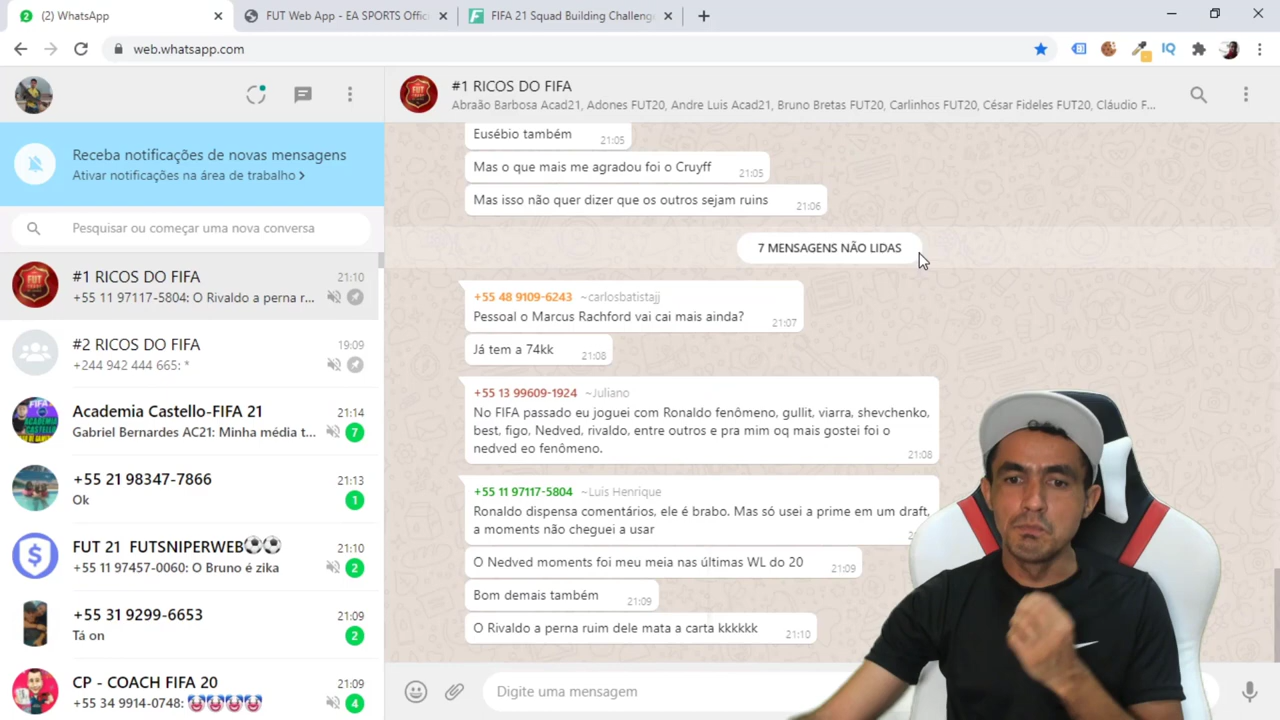 (2) WhatsApp
FUT Web App - EA SPORTS Offici
FIFA 21 Squad Building Challeng
web.whatsapp.com
IQ
#1 RICOS DO FIFA
Abraão Barbosa Acad21, Adones FUT20, Andre Luis Acad21, Bruno Bretas FUT20, Carlinhos FUT20, César Fideles FUT20, Cláudio F...
Receba notificações de novas mensagens
Ativar notificações na área de trabalho >
Pesquisar ou começar uma nova conversa
#1 RICOS DO FIFA 21:10
+55 11 97117-5804: O Rivaldo a perna r...
#2 RICOS DO FIFA 19:09
+244 942 444 665: *
Academia Castello-FIFA 21 21:14
Gabriel Bernardes AC21: Minha média t... 7
+55 21 98347-7866 21:13
Ok 1
FUT 21 FUTSNIPERWEB⚽⚽ 21:10
+55 11 97457-0060: O Bruno é zika 2
+55 31 9299-6653 21:09
Tá on 2
CP - COACH FIFA 20 21:09
+55 34 9914-0748: 🤡🤡🤡🤡 4
Eusébio também 21:05
Mas o que mais me agradou foi o Cruyff 21:05
Mas isso não quer dizer que os outros sejam ruins 21:06
7 MENSAGENS NÃO LIDAS
+55 48 9109-6243 ~carlosbatistajj
Pessoal o Marcus Rachford vai cai mais ainda? 21:07
Já tem a 74kk 21:08
+55 13 99609-1924 ~Juliano
No FIFA passado eu joguei com Ronaldo fenômeno, gullit, viarra, shevchenko,
best, figo, Nedved, rivaldo, entre outros e pra mim oq mais gostei foi o
nedved eo fenômeno. 21:08
+55 11 97117-5804 ~Luis Henrique
Ronaldo dispensa comentários, ele é brabo. Mas só usei a prime em um draft,
a moments não cheguei a usar
O Nedved moments foi meu meia nas últimas WL do 20 21:09
Bom demais também 21:09
O Rivaldo a perna ruim dele mata a carta kkkkkk 21:10
Digite uma mensagem